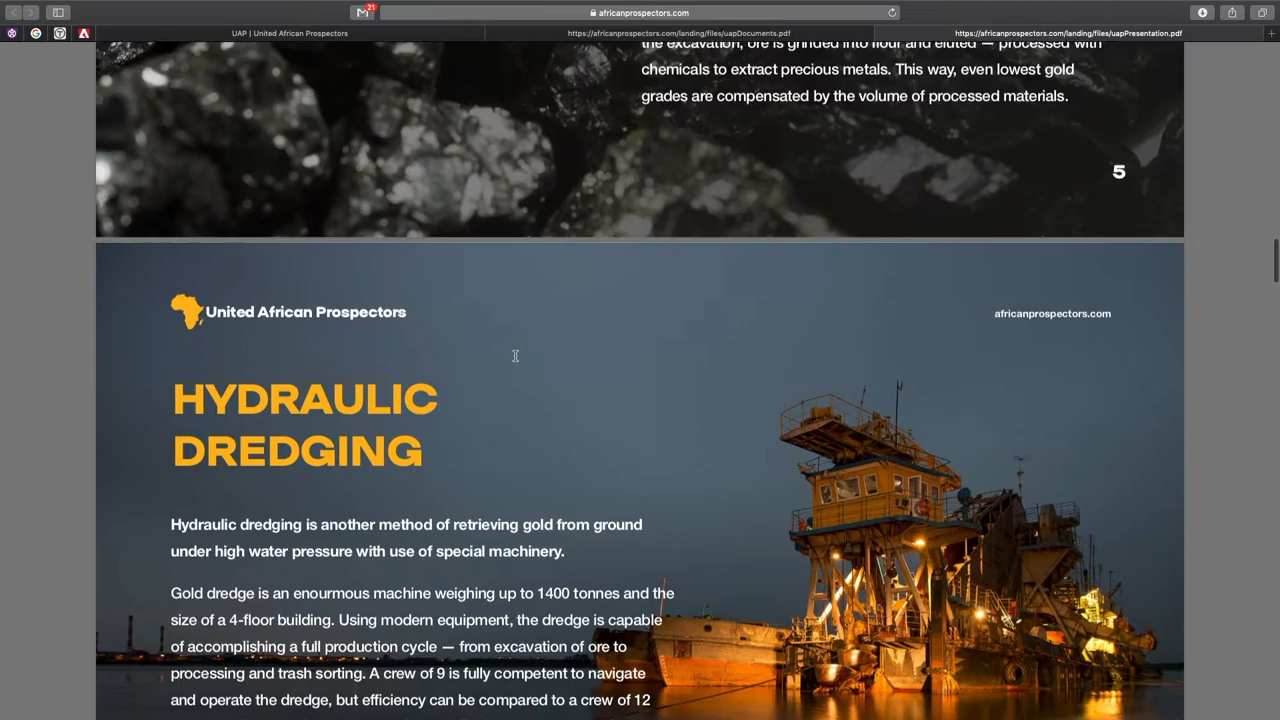 21
africanprospectors.com
UAP | United African Prospectors
https://africanprospectors.com/landing/files/uapDocuments.pdf
https://africanprospectors.com/landing/files/uapPresentation.pdf
the excavation, ore is grinded into flour and eluted — processed with
chemicals to extract precious metals. This way, even lowest gold
grades are compensated by the volume of processed materials.
5
United African Prospectors
africanprospectors.com
HYDRAULIC
DREDGING
Hydraulic dredging is another method of retrieving gold from ground
under high water pressure with use of special machinery.
Gold dredge is an enourmous machine weighing up to 1400 tonnes and the
size of a 4-floor building. Using modern equipment, the dredge is capable
of accomplishing a full production cycle — from excavation of ore to
processing and trash sorting. A crew of 9 is fully competent to navigate
and operate the dredge, but efficiency can be compared to a crew of 12